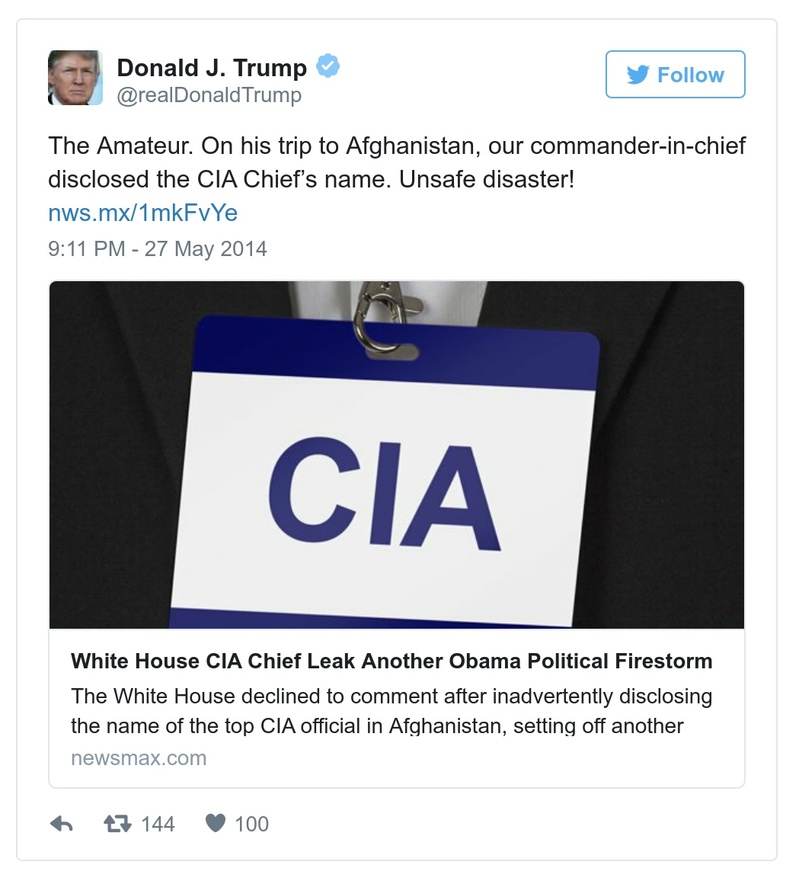 Donald J. Trump
@realDonaldTrump
Follow
The Amateur. On his trip to Afghanistan, our commander-in-chief
disclosed the CIA Chief’s name. Unsafe disaster!
nws.mx/1mkFvYe
9:11 PM - 27 May 2014
CIA
White House CIA Chief Leak Another Obama Political Firestorm
The White House declined to comment after inadvertently disclosing
the name of the top CIA official in Afghanistan, setting off another
newsmax.com
144 100